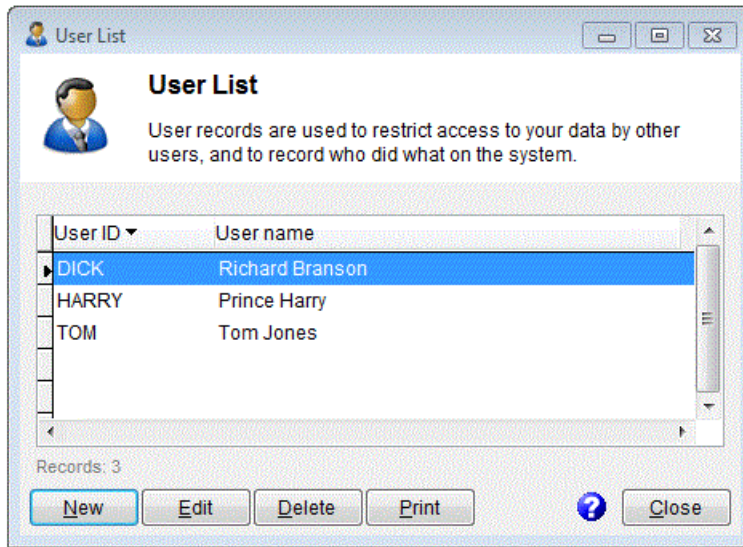 User List
User List
User records are used to restrict access to your data by other
users, and to record who did what on the system.
User ID User name
DICK Richard Branson
HARRY Prince Harry
TOM Tom Jones
Records: 3
New Edit Delete Print ? Close